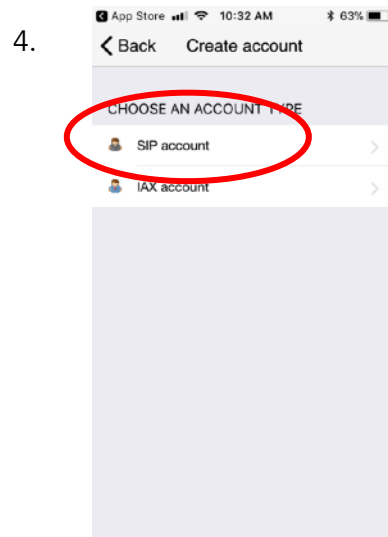 4.
App Store 10:32 AM 63%
Back Create account
CHOOSE AN ACCOUNT TYPE
SIP account
IAX account